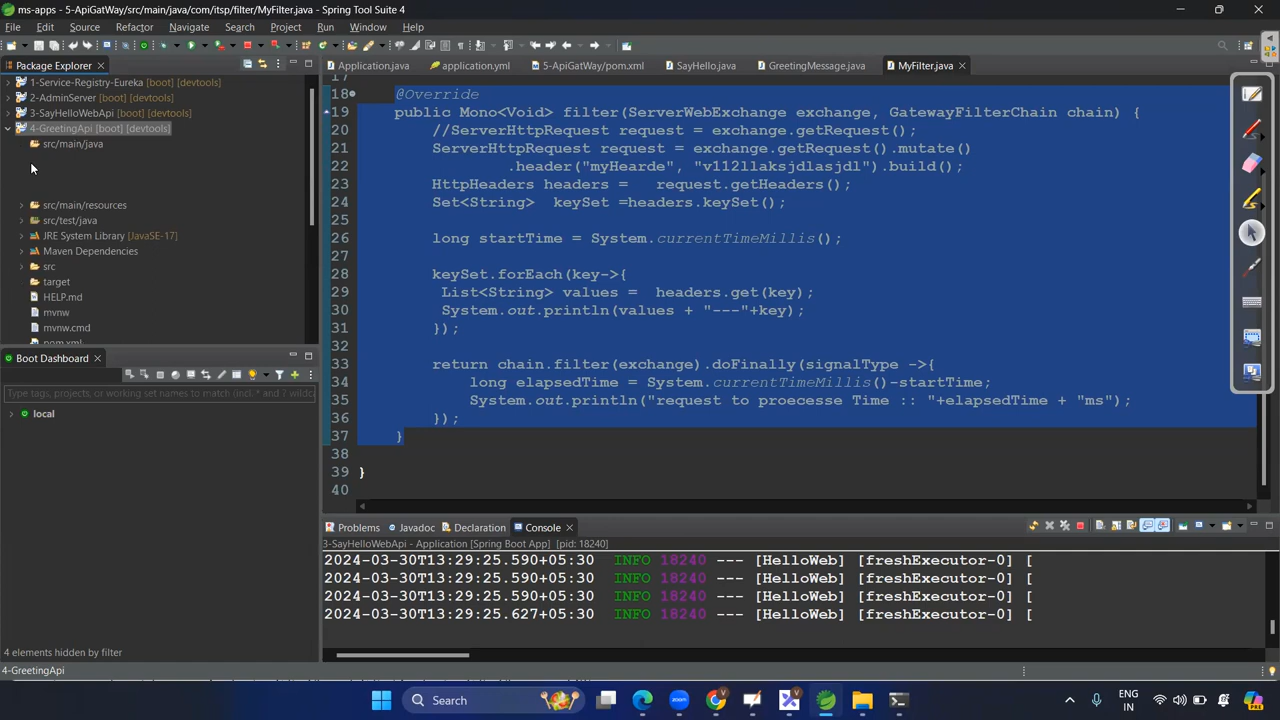 ms-apps - 5-ApiGatWay/src/main/java/com/itsp/filter/MyFilter.java - Spring Tool Suite 4
File Edit Source Refactor Navigate Search Project Run Window Help
Package Explorer
1-Service-Registry-Eureka [boot] [devtools]
2-AdminServer [boot] [devtools]
3-SayHelloWebApi [boot] [devtools]
4-GreetingApi [boot] [devtools]
src/main/java
src/main/resources
src/test/java
JRE System Library [JavaSE-17]
Maven Dependencies
src
target
HELP.md
mvnw
mvnw.cmd
pom.xml
Boot Dashboard
Type tags, projects, or working set names to match (incl. * and ? wildca
local
4 elements hidden by filter
4-GreetingApi
Application.java application.yml 5-ApiGatWay/pom.xml SayHello.java GreetingMessage.java MyFilter.java
17
18 @Override
19 public Mono<Void> filter(ServerWebExchange exchange, GatewayFilterChain chain) {
20 //ServerHttpRequest request = exchange.getRequest();
21 ServerHttpRequest request = exchange.getRequest().mutate()
22 .header("myHearde", "v112llaksjdlasjdl").build();
23 HttpHeaders headers = request.getHeaders();
24 Set<String> keySet =headers.keySet();
25
26 long startTime = System.currentTimeMillis();
27
28 keySet.forEach(key->{
29 List<String> values = headers.get(key);
30 System.out.println(values + "---"+key);
31 });
32
33 return chain.filter(exchange).doFinally(signalType ->{
34 long elapsedTime = System.currentTimeMillis()-startTime;
35 System.out.println("request to proecesse Time :: "+elapsedTime + "ms");
36 });
37 }
38
39 }
40
Problems Javadoc Declaration Console
3-SayHelloWebApi - Application [Spring Boot App] [pid: 18240]
2024-03-30T13:29:25.590+05:30 INFO 18240 --- [HelloWeb] [freshExecutor-0] [
2024-03-30T13:29:25.590+05:30 INFO 18240 --- [HelloWeb] [freshExecutor-0] [
2024-03-30T13:29:25.590+05:30 INFO 18240 --- [HelloWeb] [freshExecutor-0] [
2024-03-30T13:29:25.627+05:30 INFO 18240 --- [HelloWeb] [freshExecutor-0] [
Search
zoom
ENG
IN
PRE